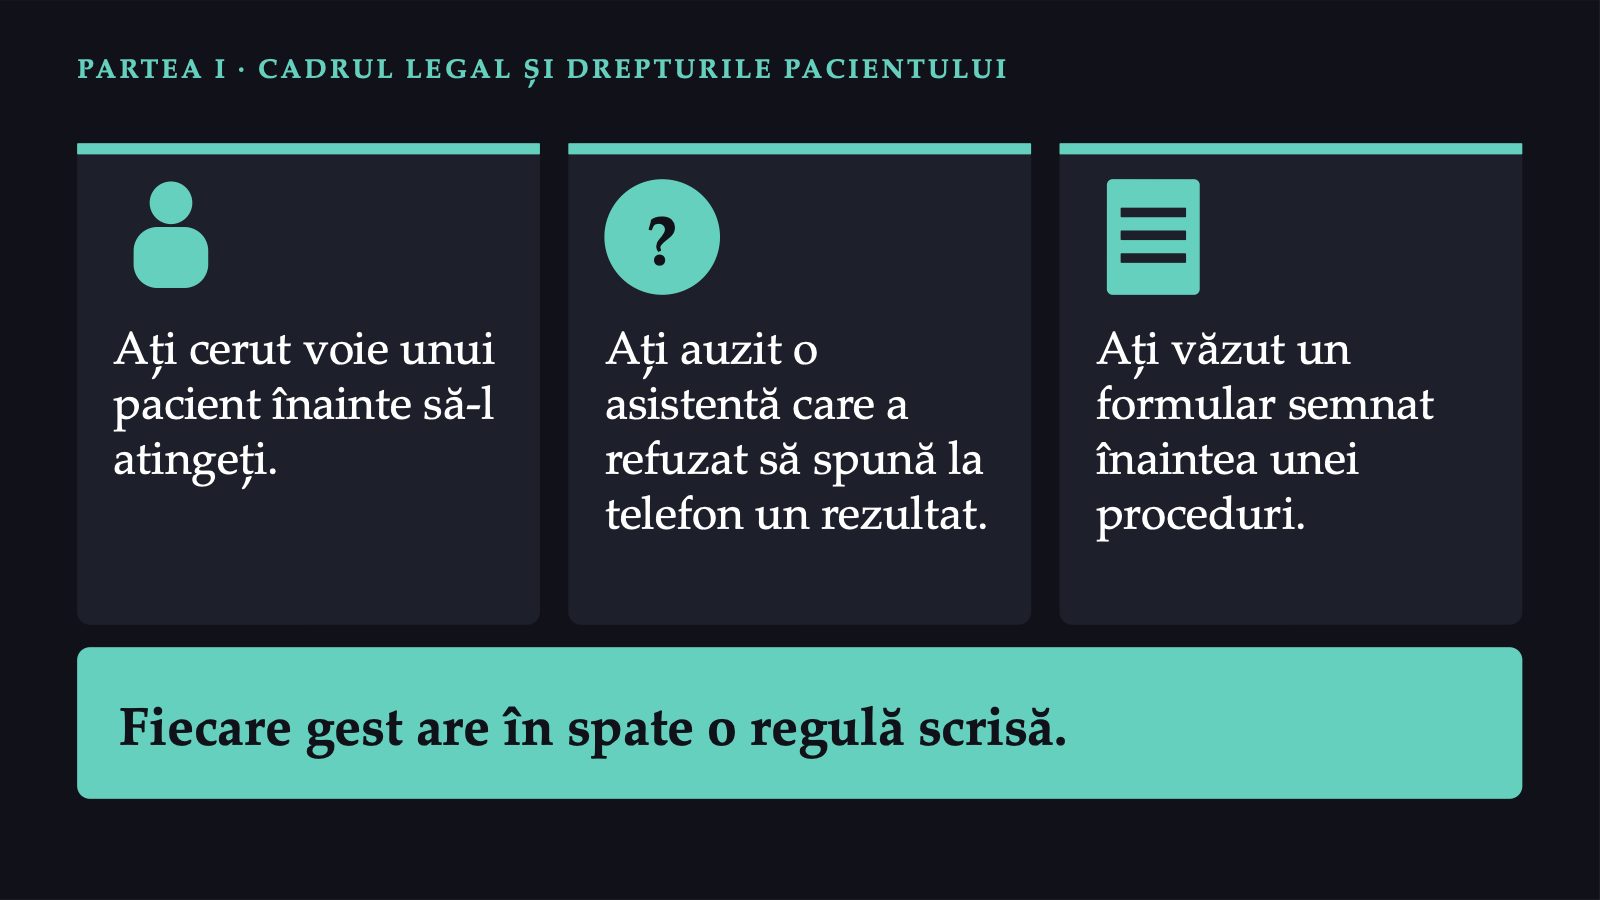 PARTEA I · CADRUL LEGAL ȘI DREPTURILE PACIENTULUI
Ați cerut voie unui
pacient înainte să-l
atingeți.
?
Ați auzit o
asistentă care a
refuzat să spună la
telefon un rezultat.
Ați văzut un
formular semnat
înaintea unei
proceduri.
Fiecare gest are în spate o regulă scrisă.